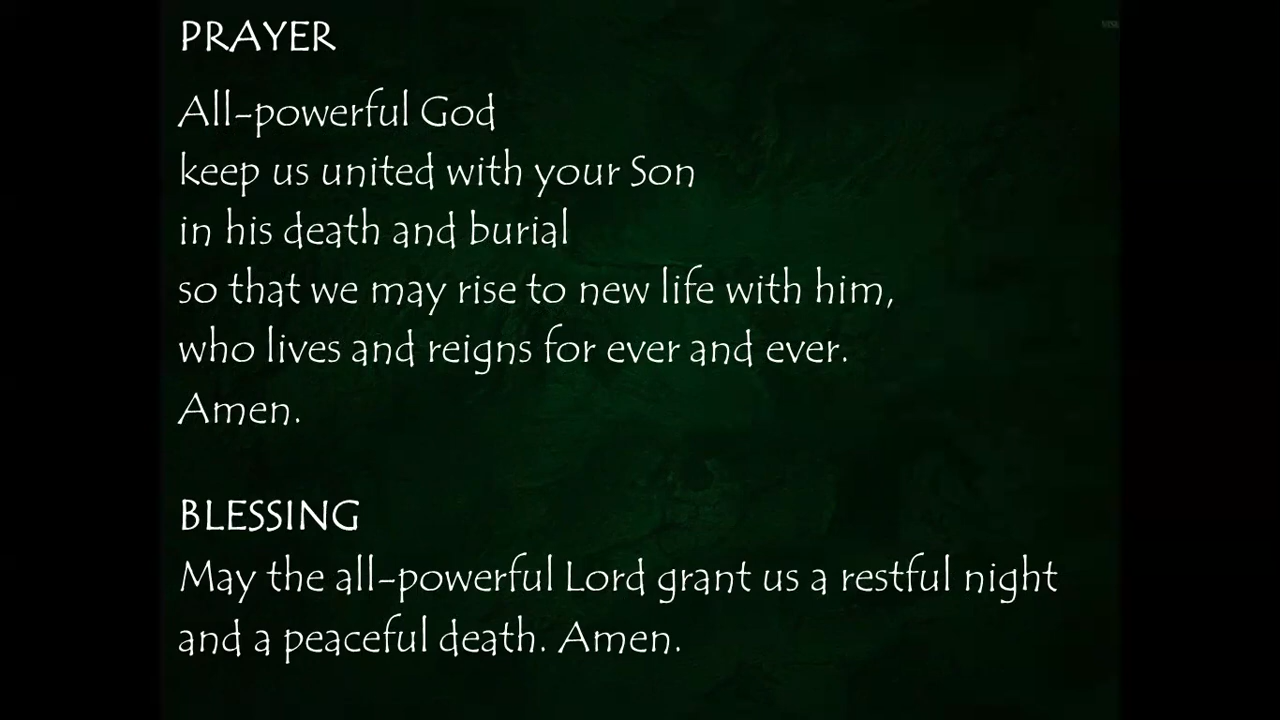 PRAYER
All-powerful God
keep us united with your Son
in his death and burial
so that we may rise to new life with him,
who lives and reigns for ever and ever.
Amen.
BLESSING
May the all-powerful Lord grant us a restful night
and a peaceful death. Amen.